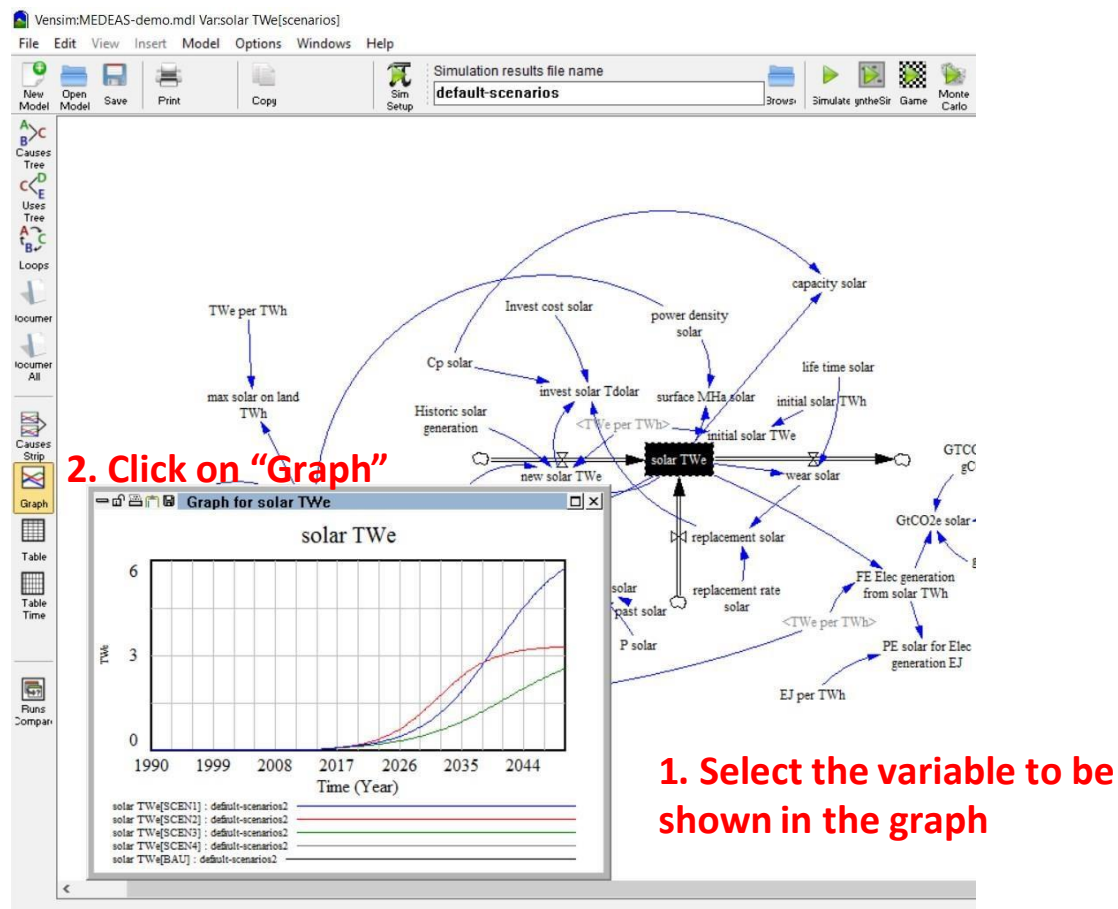 Vensim:MEDEAS-demo.mdl Var:solar TWe[scenarios]
File Edit View Insert Model Options Windows Help
New Model
Open Model
Save
Print
Copy
Sim Setup
Simulation results file name
default-scenarios
Brows
Simulate
yntheSir
Game
Monte Carlo
Causes Tree
Uses Tree
Loops
ocumer
ocumer All
Causes Strip
Graph
Table
Table Time
Runs Compare
capacity solar
TWe per TWh
Invest cost solar
power density
solar
Cp solar
life time solar
max solar on land
TWh
invest solar Tdolar
surface MHa solar
initial solar TWh
Historic solar
generation
<TWe per TWh>
initial solar TWe
solar TWe
new solar TWe
wear solar
GTCO
gC
GtCO2e solar
replacement solar
FE Elec generation
from solar TWh
replacement rate
solar
solar
past solar
P solar
<TWe per TWh>
PE solar for Elec
generation EJ
EJ per TWh
2. Click on “Graph”
Graph for solar TWe
solar TWe
6
3
0
TWe
1990 1999 2008 2017 2026 2035 2044
Time (Year)
solar TWe[SCEN1] : default-scenarios2
solar TWe[SCEN2] : default-scenarios2
solar TWe[SCEN3] : default-scenarios2
solar TWe[SCEN4] : default-scenarios2
solar TWe[BAU] : default-scenarios2
1. Select the variable to be
shown in the graph